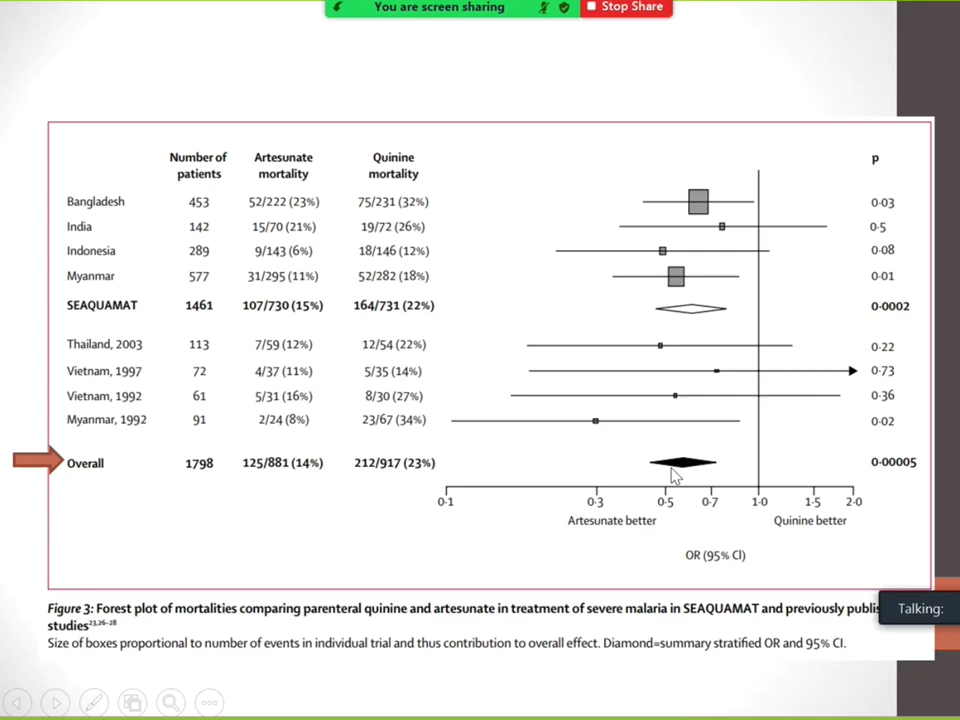 You are screen sharing
Stop Share
Number of patients Artesunate mortality Quinine mortality p
Bangladesh 453 52/222 (23%) 75/231 (32%) 0·03
India 142 15/70 (21%) 19/72 (26%) 0·5
Indonesia 289 9/143 (6%) 18/146 (12%) 0·08
Myanmar 577 31/295 (11%) 52/282 (18%) 0·01
SEAQUAMAT 1461 107/730 (15%) 164/731 (22%) 0·0002
Thailand, 2003 113 7/59 (12%) 12/54 (22%) 0·22
Vietnam, 1997 72 4/37 (11%) 5/35 (14%) 0·73
Vietnam, 1992 61 5/31 (16%) 8/30 (27%) 0·36
Myanmar, 1992 91 2/24 (8%) 23/67 (34%) 0·02
Overall 1798 125/881 (14%) 212/917 (23%) 0·00005
0·1 0·3 0·5 0·7 1·0 1·5 2·0
Artesunate better Quinine better
OR (95% CI)
Figure 3: Forest plot of mortalities comparing parenteral quinine and artesunate in treatment of severe malaria in SEAQUAMAT and previously publis
studies23,26–28
Size of boxes proportional to number of events in individual trial and thus contribution to overall effect. Diamond=summary stratified OR and 95% CI.
Talking: